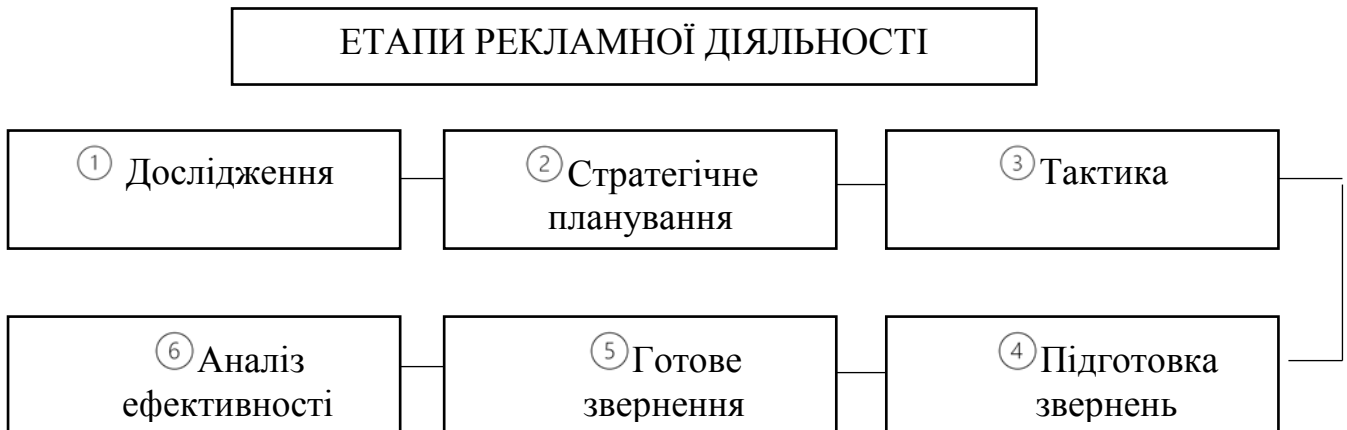 ЕТАПИ РЕКЛАМНОЇ ДІЯЛЬНОСТІ
1 Дослідження
2 Стратегічне
планування
3 Тактика
4 Підготовка
звернень
5 Готове
звернення
6 Аналіз
ефективності